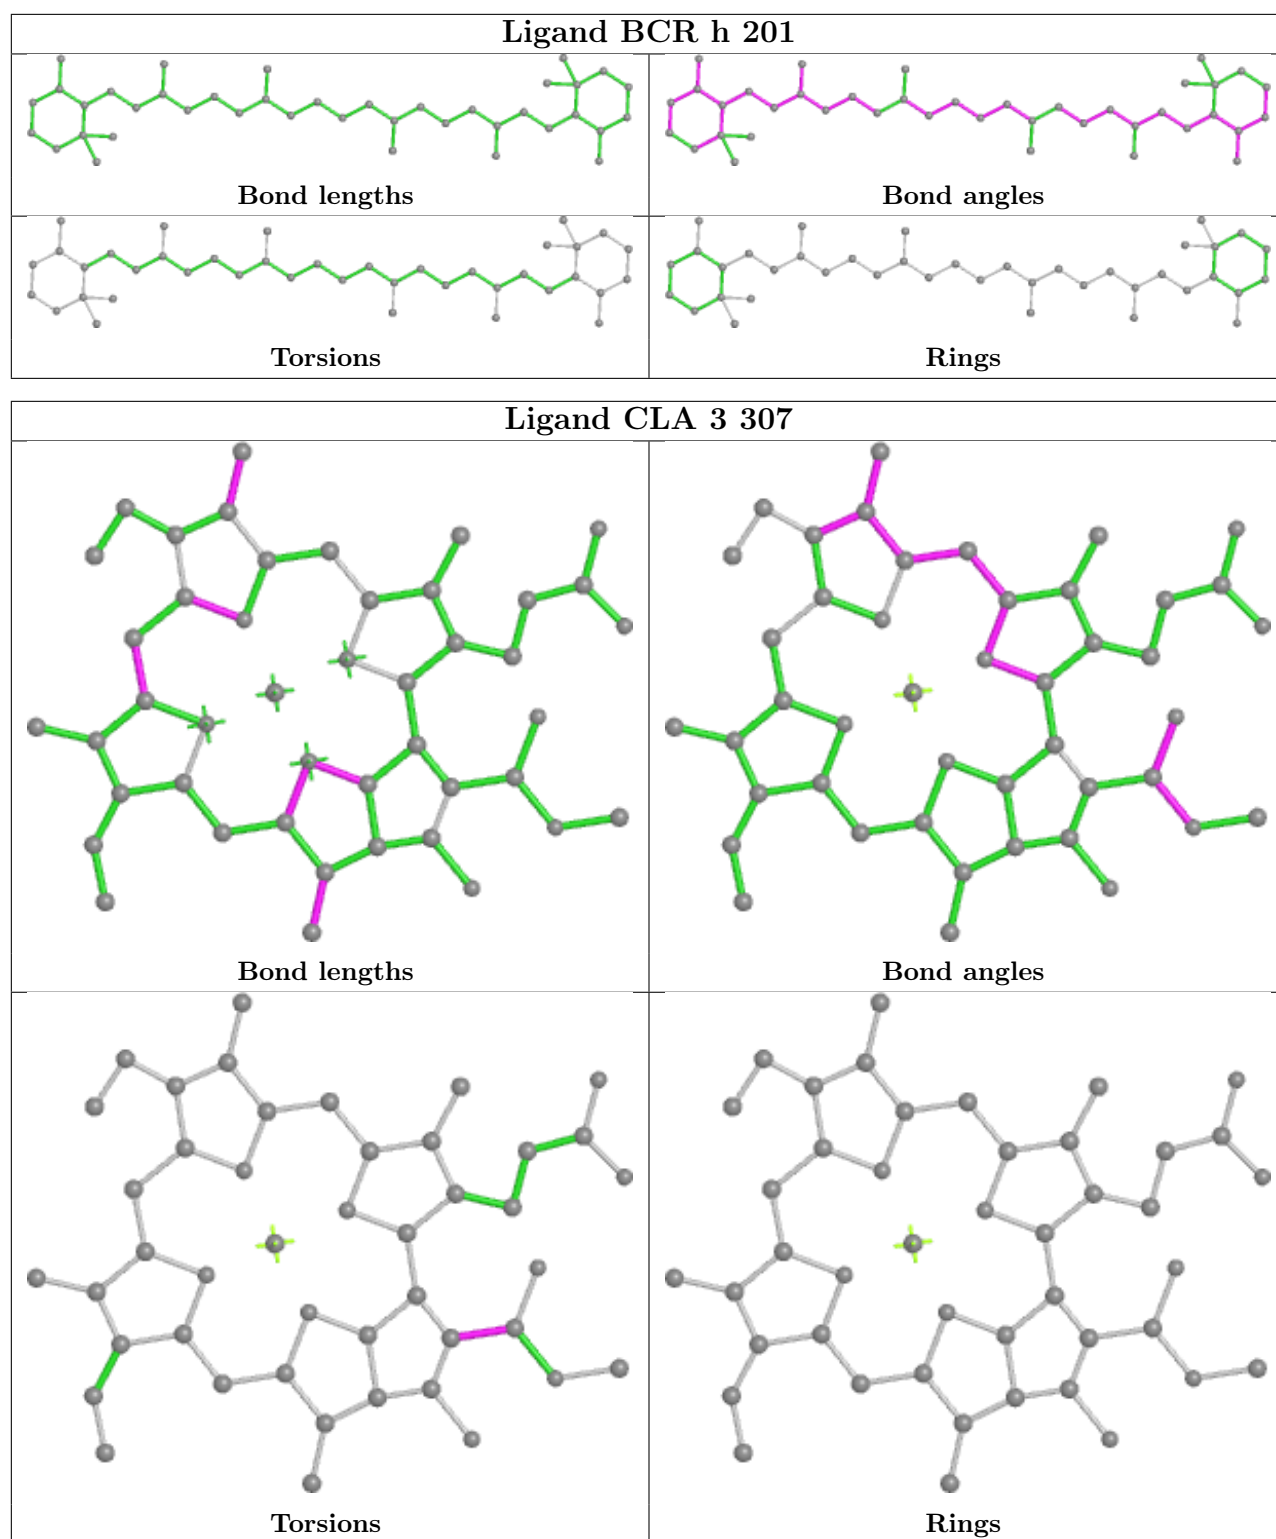 Ligand BCR h 201
Bond lengths
Bond angles
Torsions
Rings
Ligand CLA 3 307
Bond lengths
Bond angles
Torsions
Rings